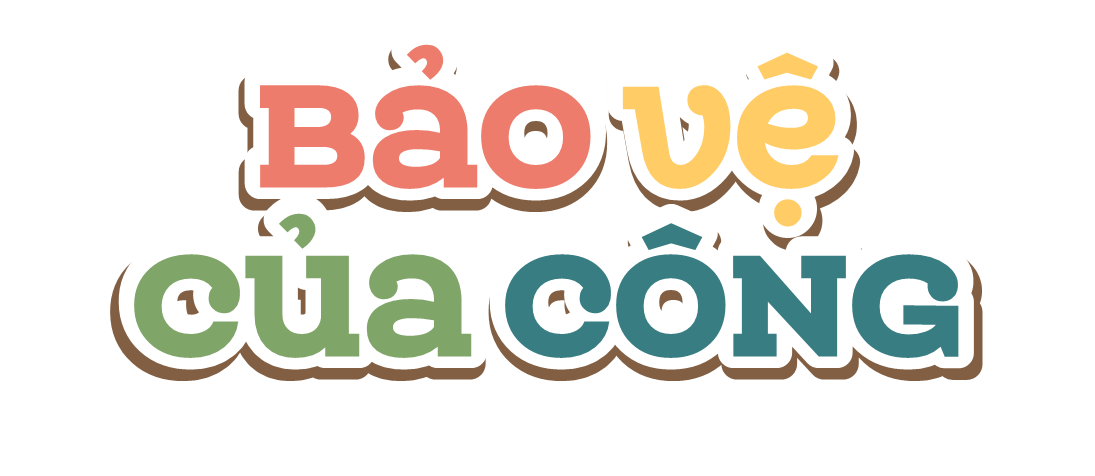 Bảo vệ
của CÔNG